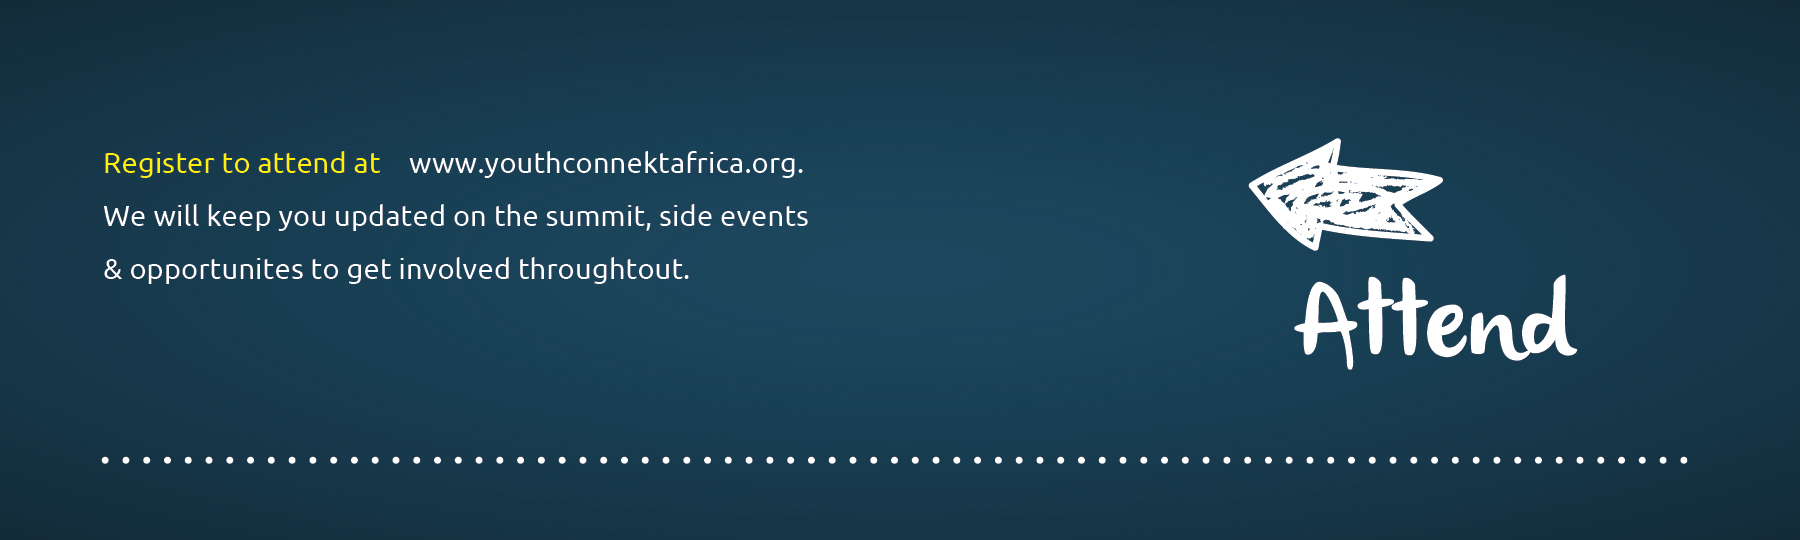 Register to attend at www.youthconnektafrica.org.
We will keep you updated on the summit, side events
& opportunites to get involved throughtout.
Attend